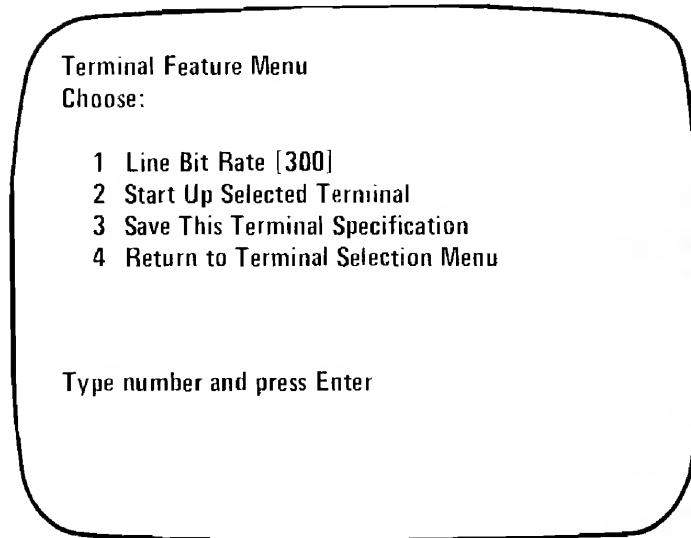 Terminal Feature Menu
Choose:
1 Line Bit Rate [300]
2 Start Up Selected Terminal
3 Save This Terminal Specification
4 Return to Terminal Selection Menu
Type number and press Enter